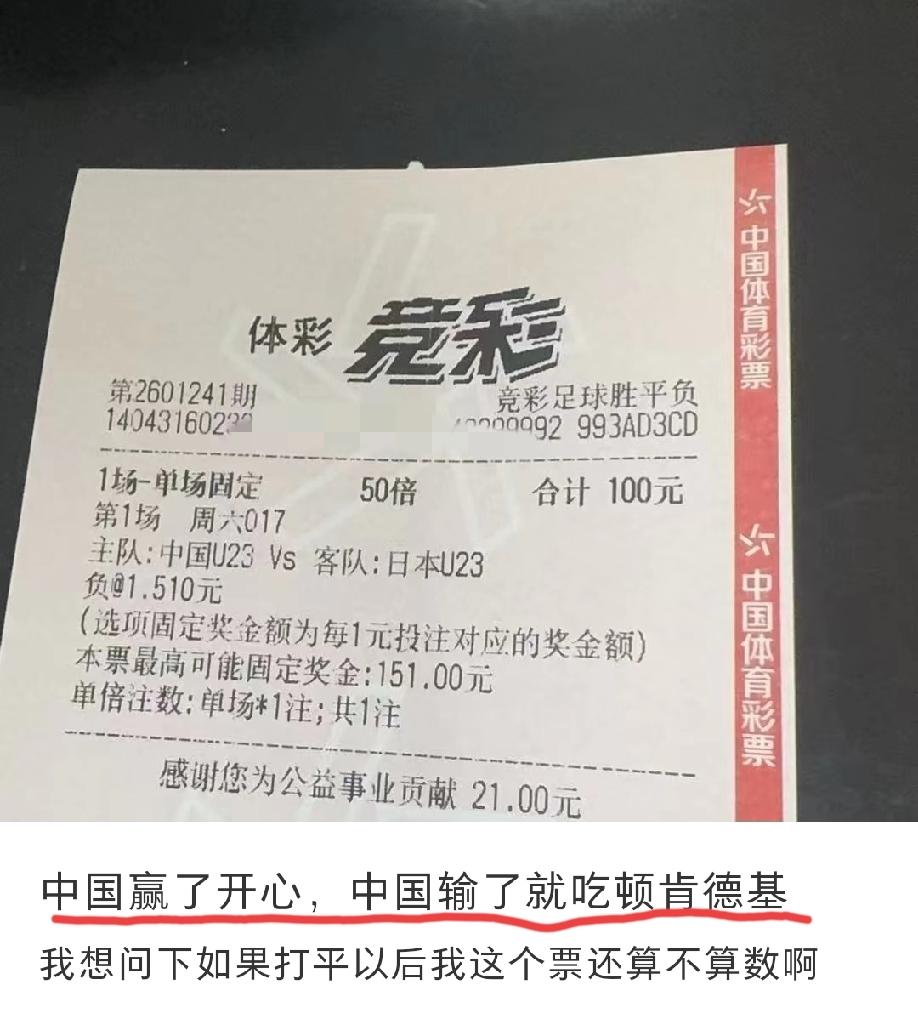 体彩 竞彩
第2601241期 竞彩足球胜平负
14043160233 993AD3CD
1场-单场固定 50倍 合计 100元
第1场 周六017
主队:中国U23 Vs 客队:日本U23
负@1.510元
(选项固定奖金额为每1元投注对应的奖金额)
本票最高可能固定奖金:151.00元
单倍注数:单场*1注;共1注
感谢您为公益事业贡献 21.00元
中国体育彩票
中国体育彩票
中国赢了开心，中国输了就吃顿肯德基
我想问下如果打平以后我这个票还算不算数啊